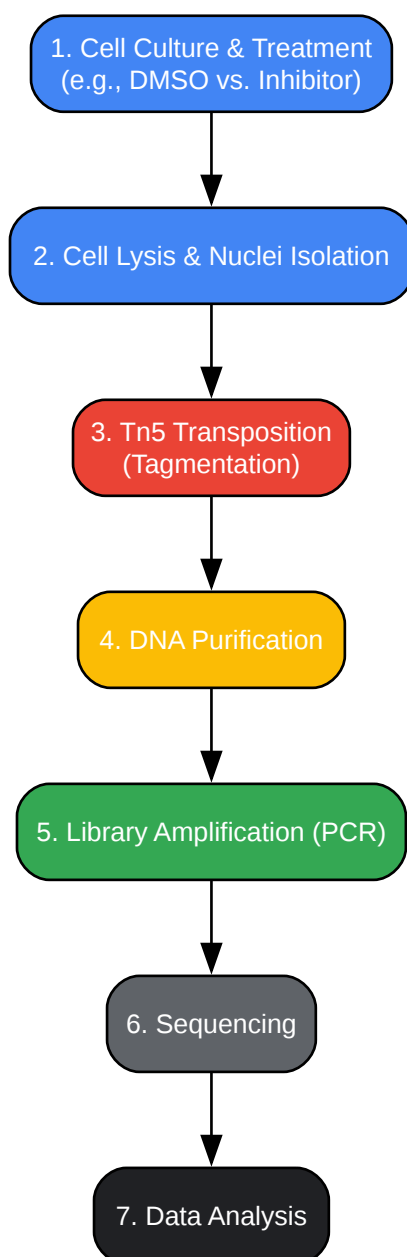 1. Cell Culture & Treatment
(e.g., DMSO vs. Inhibitor)
2. Cell Lysis & Nuclei Isolation
3. Tn5 Transposition
(Tagmentation)
4. DNA Purification
5. Library Amplification (PCR)
6. Sequencing
7. Data Analysis